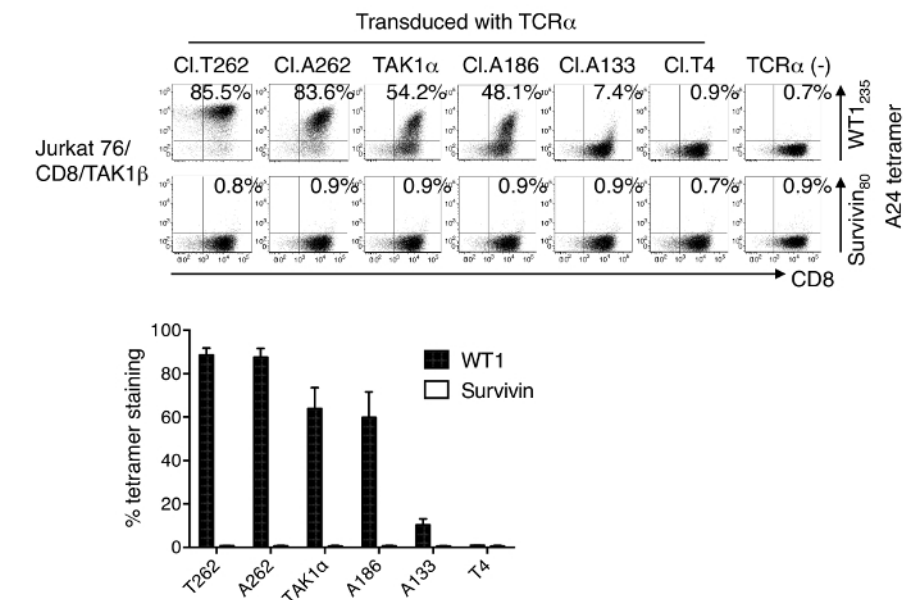 Transduced with TCRα
Cl.T262 Cl.A262 TAK1α Cl.A186 Cl.A133 Cl.T4 TCRα (-)
85.5% 83.6% 54.2% 48.1% 7.4% 0.9% 0.7%
Jurkat 76/
CD8/TAK1β
WT1235
0.8% 0.9% 0.9% 0.9% 0.9% 0.7% 0.9%
Survivin80
A24 tetramer
CD8
% tetramer staining
100
80
60
40
20
0
WT1
Survivin
T262 A262 TAK1α A186 A133 T4